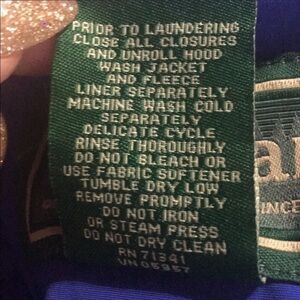 PRIOR TO LAUNDERING
CLOSE ALL CLOSURES
AND UNROLL HOOD
WASH JACKET
AND FLEECE
LINER SEPARATELY
MACHINE WASH COLD
SEPARATELY
DELICATE CYCLE
RINSE THOROUGHLY
DO NOT BLEACH OR
USE FABRIC SOFTENER
TUMBLE DRY LOW
REMOVE PROMPTLY
DO NOT IRON
OR STEAM PRESS
DO NOT DRY CLEAN
RN 71341